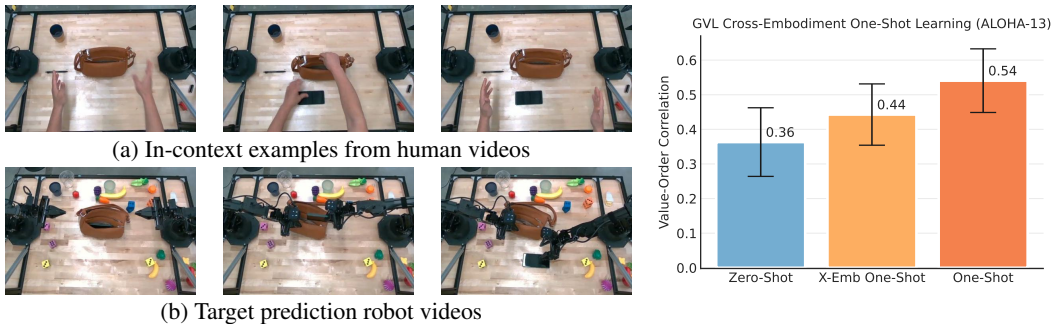 (a) In-context examples from human videos
(b) Target prediction robot videos
GVL Cross-Embodiment One-Shot Learning (ALOHA-13)
Value-Order Correlation
0.6
0.5
0.4
0.3
0.2
0.1
0.0
0.36
0.44
0.54
Zero-Shot
X-Emb One-Shot
One-Shot